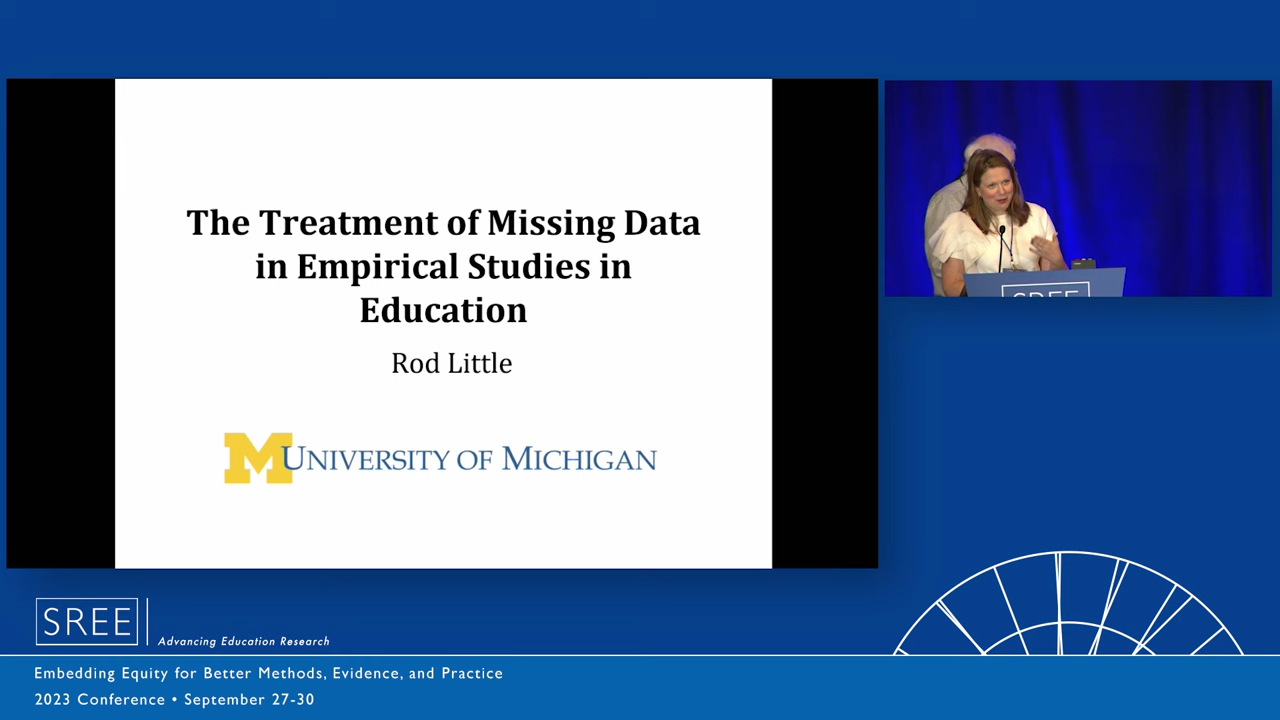 The Treatment of Missing Data
in Empirical Studies in
Education
Rod Little
M UNIVERSITY OF MICHIGAN
SREE
SREE
Advancing Education Research
Embedding Equity for Better Methods, Evidence, and Practice
2023 Conference • September 27-30